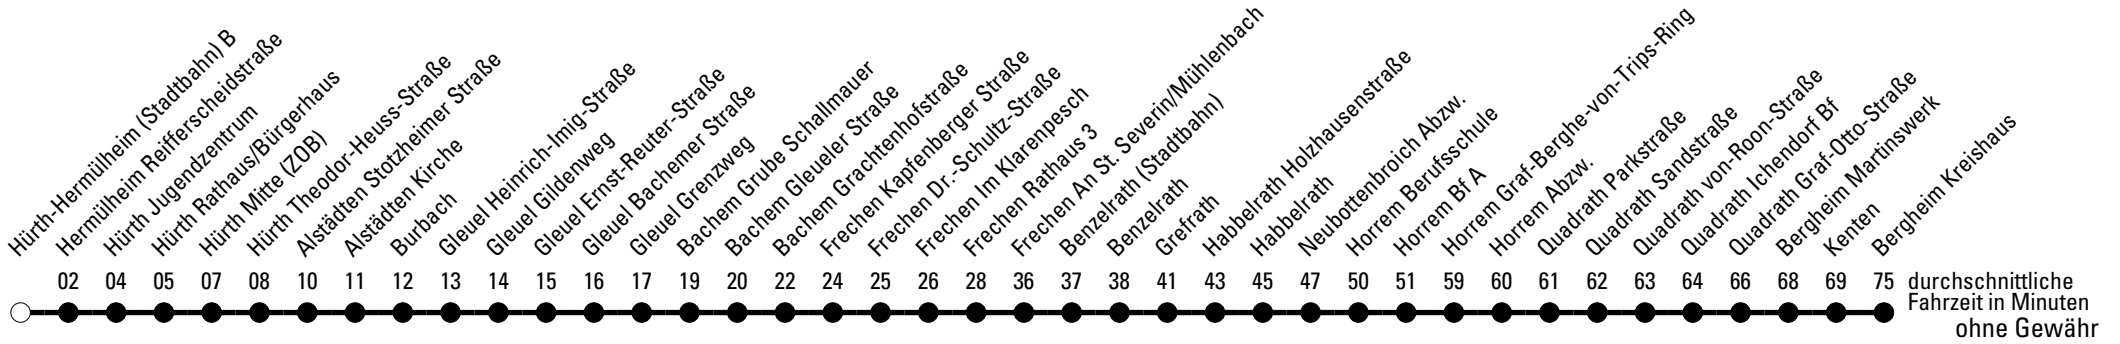 Hürth-Hermülheim (Stadtbahn) B
Hermülheim Reifferscheidstraße
Hürth Jugendzentrum
Hürth Rathaus/Bürgerhaus
Hürth Mitte (ZOB)
Hürth Theodor-Heuss-Straße
Alstädten Stotzheimer Straße
Alstädten Kirche
Burbach
Gleuel Heinrich-Imig-Straße
Gleuel Gildenweg
Gleuel Ernst-Reuter-Straße
Gleuel Bachemer Straße
Gleuel Grenzweg
Bachem Grube Schallmauer
Bachem Gleueler Straße
Bachem Grachtenhofstraße
Frechen Kapfenberger Straße
Frechen Dr.-Schultz-Straße
Frechen Im Klarenpesch
Frechen Rathaus 3
Frechen An St. Severin/Mühlenbach
Benzelrath (Stadtbahn)
Benzelrath
Grefrath
Habbelrath Holzhausenstraße
Habbelrath
Neubottenbroich Abzw.
Horrem Berufsschule
Horrem Bf A
Horrem Graf-Berghe-von-Trips-Ring
Horrem Abzw.
Quadrath Parkstraße
Quadrath Sandstraße
Quadrath von-Roon-Straße
Quadrath Ichendorf Bf
Quadrath Graf-Otto-Straße
Bergheim Martinswerk
Kenten
Bergheim Kreishaus
02 04 05 07 08 10 11 12 13 14 15 16 17 19 20 22 24 25 26 28 36 37 38 41 43 45 47 50 51 59 60 61 62 63 64 66 68 69 75 durchschnittliche
Fahrzeit in Minuten
ohne Gewähr